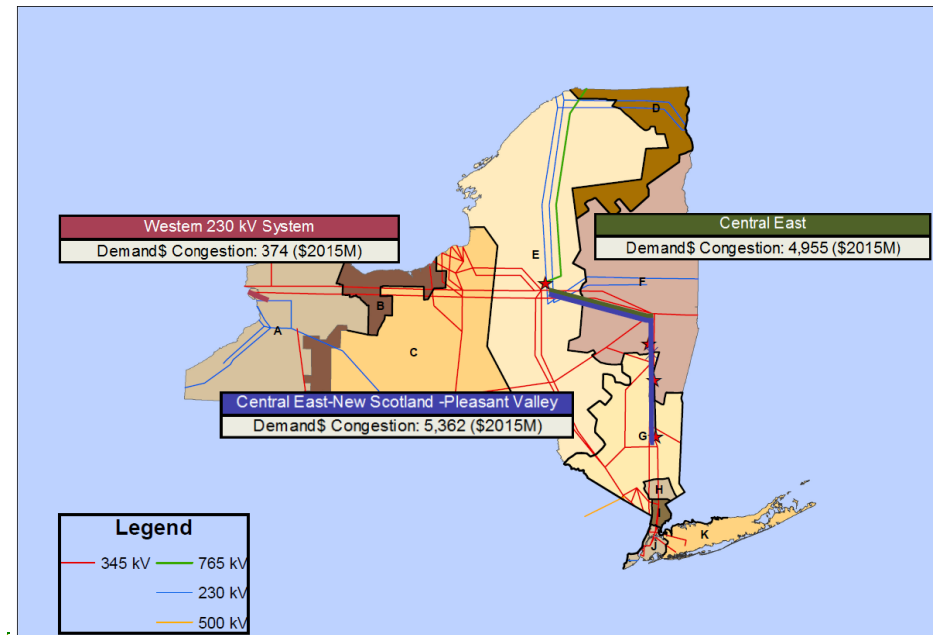 D
Western 230 kV System
Demand$ Congestion: 374 ($2015M)
Central East
Demand$ Congestion: 4,955 ($2015M)
E
F
B
A
C
Central East-New Scotland -Pleasant Valley
Demand$ Congestion: 5,362 ($2015M)
G
H
I
K
J
Legend
345 kV
765 kV
230 kV
500 kV